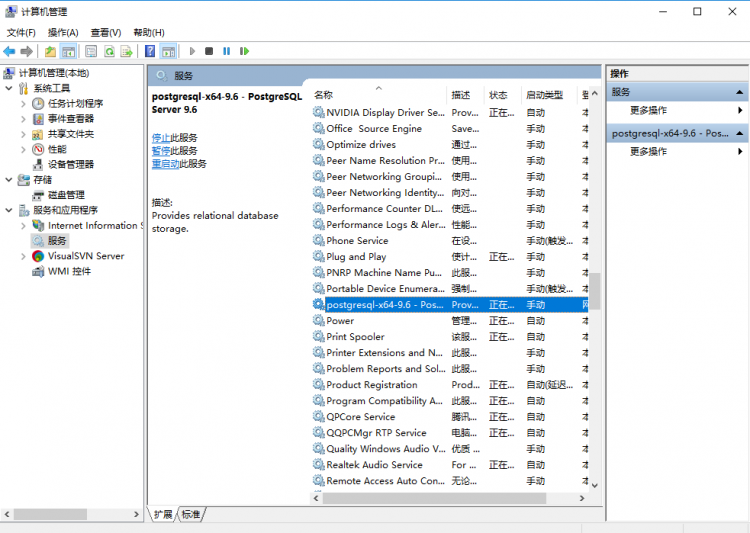 计算机管理
文件(F) 操作(A) 查看(V) 帮助(H)
计算机管理(本地)
系统工具
任务计划程序
事件查看器
共享文件夹
性能
设备管理器
存储
磁盘管理
服务和应用程序
Internet Information S
服务
VisualSVN Server
WMI 控件
服务
postgresql-x64-9.6 - PostgreSQL
Server 9.6
停止此服务
暂停此服务
重启动此服务
描述:
Provides relational database
storage.
名称 描述 状态 启动类型 登
NVIDIA Display Driver Se... Prov... 正在... 自动 本
Office  Source Engine Save... 手动 本
Optimize drives 通过... 手动 本
Peer Name Resolution Pr... 使用... 手动 本
Peer Networking Groupi... 使用... 手动 本
Peer Networking Identity... 向对... 手动 本
Performance Counter DL... 使远... 手动 本
Performance Logs & Aler... 性能... 手动 本
Phone Service 在设... 手动(触发... 本
Plug and Play 使计... 正在... 手动 本
PNRP Machine Name Pu... 此服... 手动 本
Portable Device Enumera... 强制... 手动(触发... 本
postgresql-x64-9.6 - Pos... Prov... 正在... 手动 网
Power 管理... 正在... 自动 本
Print Spooler 该服... 正在... 自动 本
Printer Extensions and N... 此服... 手动 本
Problem Reports and Sol... 此服... 手动 本
Product Registration Prod... 正在... 自动(延迟... 本
Program Compatibility A... 此服... 正在... 手动 本
QPCore Service 腾讯... 正在... 自动 本
QQPCMgr RTP Service 电脑... 正在... 自动 本
Quality Windows Audio V... 优质 ... 手动 本
Realtek Audio Service For ... 正在... 自动 本
Remote Access Auto Con... 无论... 手动 本
扩展 标准
操作
服务
更多操作
postgresql-x64-9.6 - Pos...
更多操作